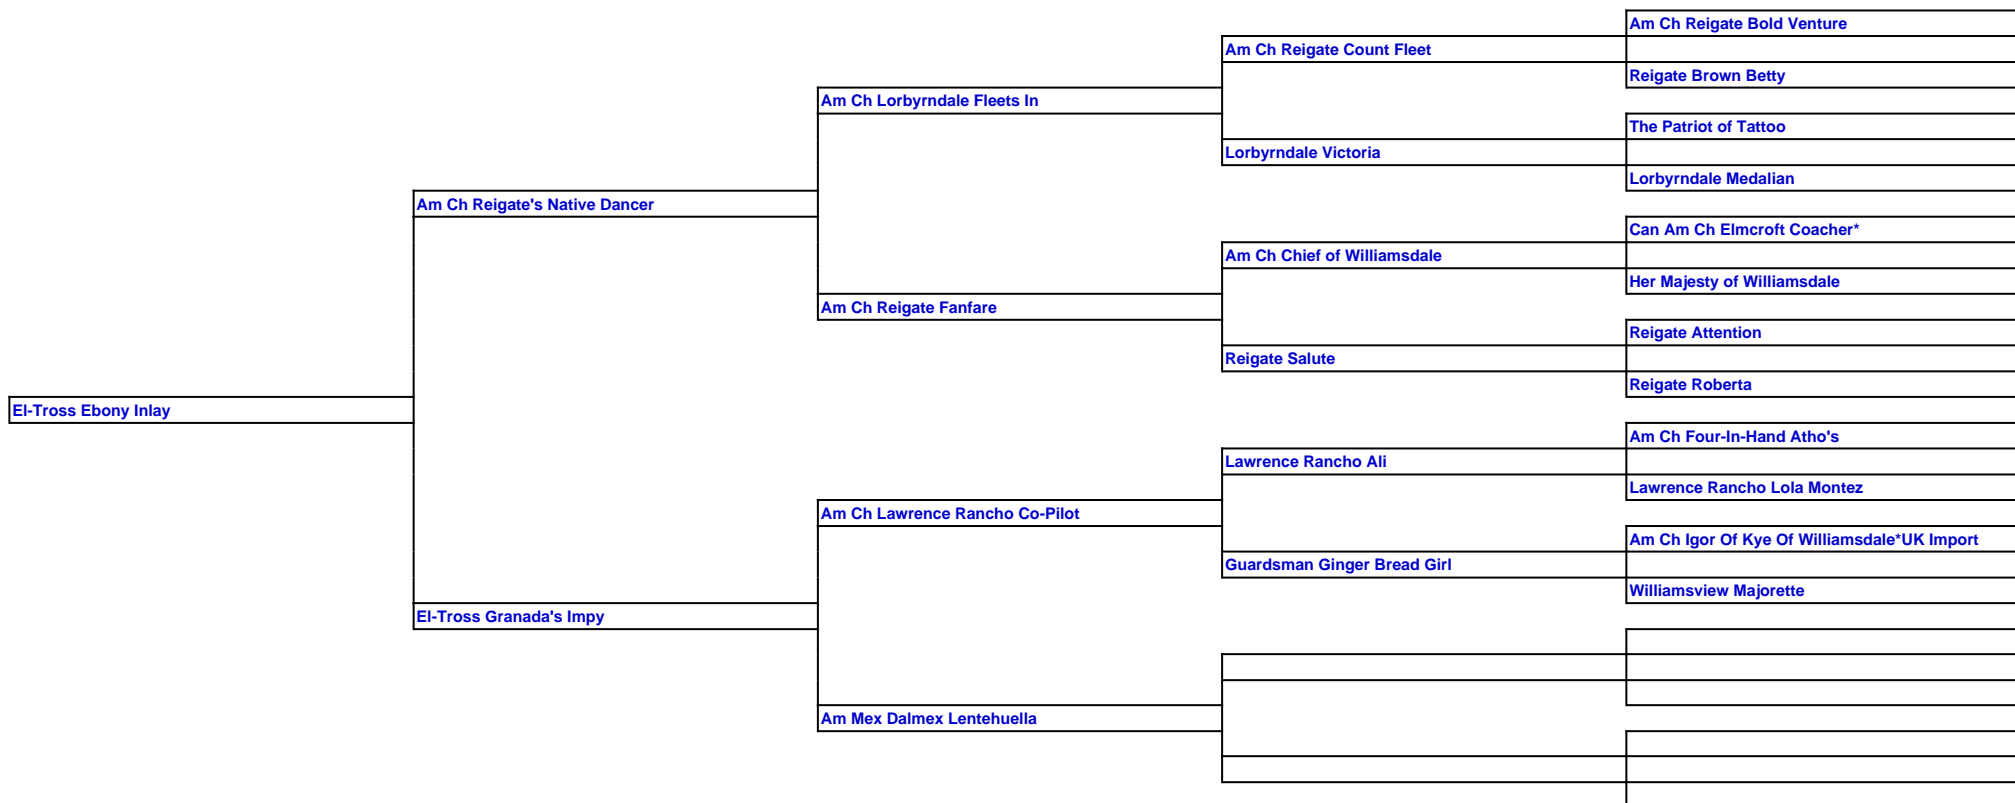 Am Ch Reigate Bold Venture
Am Ch Reigate Count Fleet
Reigate Brown Betty
Am Ch Lorbyrndale Fleets In
The Patriot of Tattoo
Lorbyrndale Victoria
Lorbyrndale Medalian
Am Ch Reigate's Native Dancer
Can Am Ch Elmcroft Coacher*
Am Ch Chief of Williamsdale
Her Majesty of Williamsdale
Am Ch Reigate Fanfare
Reigate Attention
Reigate Salute
Reigate Roberta
El-Tross Ebony Inlay
Am Ch Four-In-Hand Atho's
Lawrence Rancho Ali
Lawrence Rancho Lola Montez
Am Ch Lawrence Rancho Co-Pilot
Am Ch Igor Of Kye Of Williamsdale*UK Import
Guardsman Ginger Bread Girl
Williamsview Majorette
El-Tross Granada's Impy
Am Mex Dalmex Lentehuella